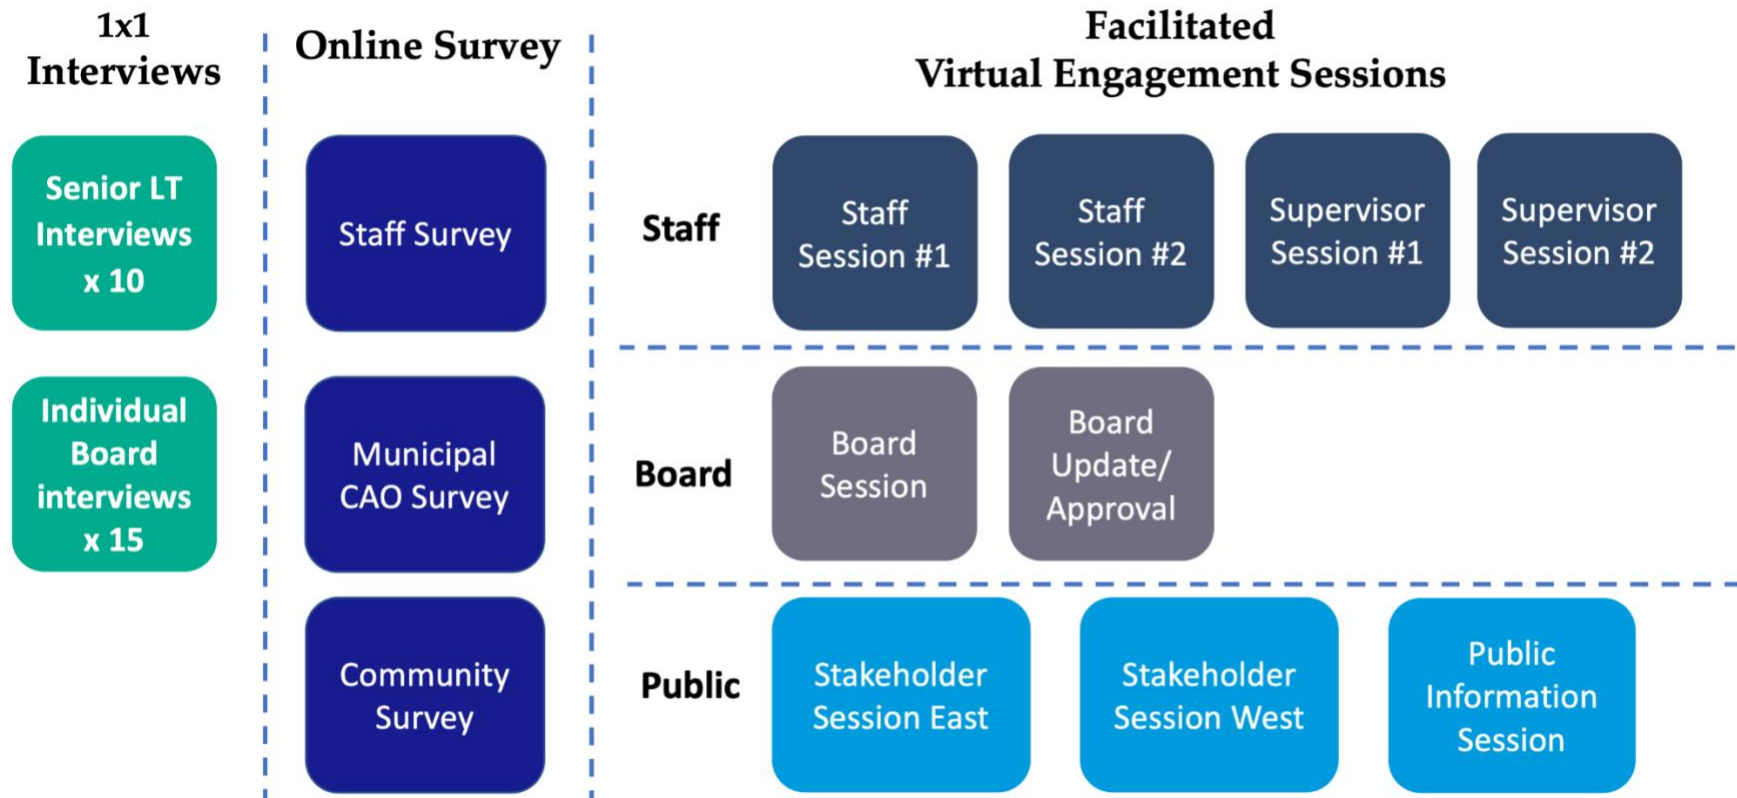 1x1
Interviews
Senior LT
Interviews
x 10
Individual
Board
interviews
x 15
Online Survey
Staff Survey
Municipal
CAO Survey
Community
Survey
Facilitated
Virtual Engagement Sessions
Staff
Staff
Session #1
Staff
Session #2
Supervisor
Session #1
Supervisor
Session #2
Board
Board
Session
Board
Update/
Approval
Public
Stakeholder
Session East
Stakeholder
Session West
Public
Information
Session